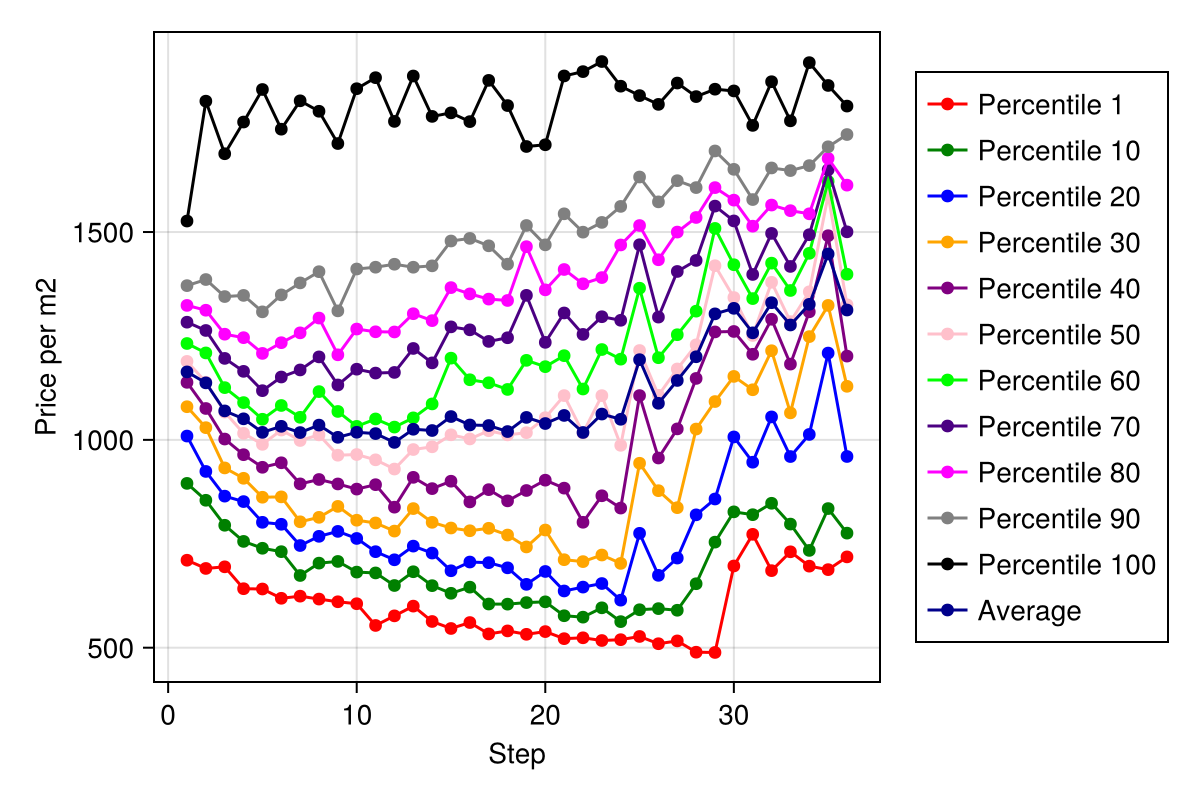 Price per m2
1500
1000
500
0 10 20 30
Step
Percentile 1
Percentile 10
Percentile 20
Percentile 30
Percentile 40
Percentile 50
Percentile 60
Percentile 70
Percentile 80
Percentile 90
Percentile 100
Average